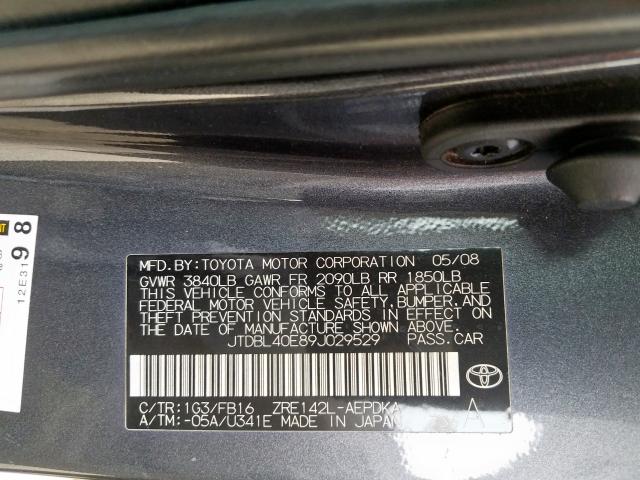 MFD. BY: TOYOTA MOTOR CORPORATION 05/08
GVWR 3840LB GAWR FR 2090LB RR 1850LB
THIS VEHICLE CONFORMS TO ALL APPLICABLE
FEDERAL MOTOR VEHICLE SAFETY, BUMPER, AND
THEFT PREVENTION STANDARDS IN EFFECT ON
THE DATE OF MANUFACTURE SHOWN ABOVE.
JTDBL40E89J029529 PASS.CAR
C/TR: 1G3/FB16 ZRE142L-AEPDKA A
A/TM: -05A/U341E MADE IN JAPAN
98
12E31